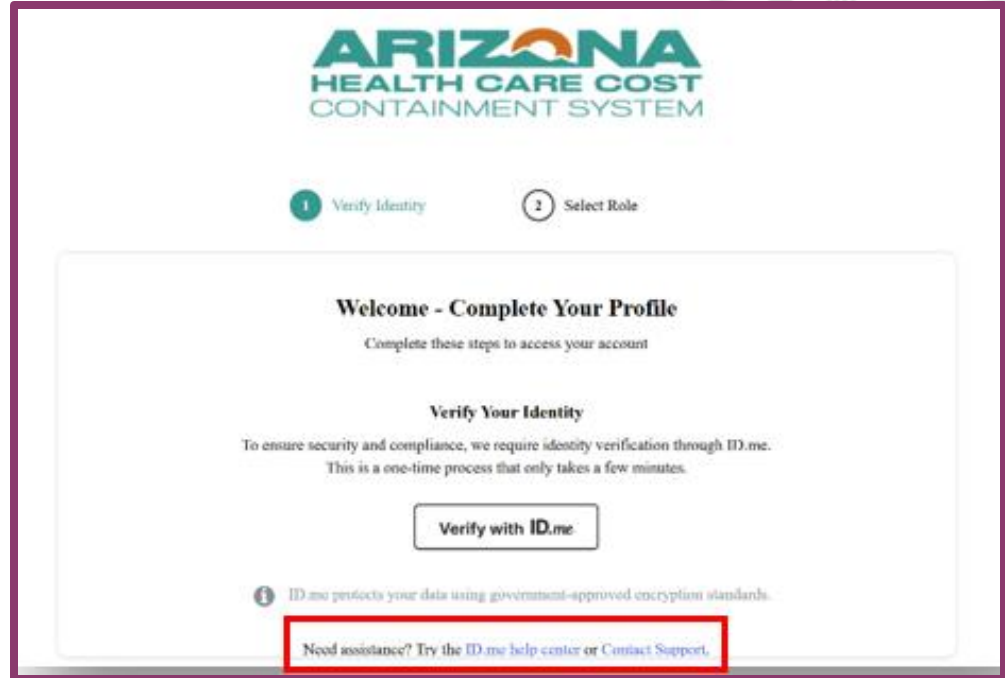 ARIZONA
HEALTH CARE COST
CONTAINMENT SYSTEM
1 Verify Identity 2 Select Role
Welcome - Complete Your Profile
Complete these steps to access your account
Verify Your Identity
To ensure security and compliance, we require identity verification through ID.me.
This is a one-time process that only takes a few minutes.
Verify with ID.me
ID.me protects your data using government-approved encryption standards.
Need assistance? Try the ID.me help center or Contact Support.